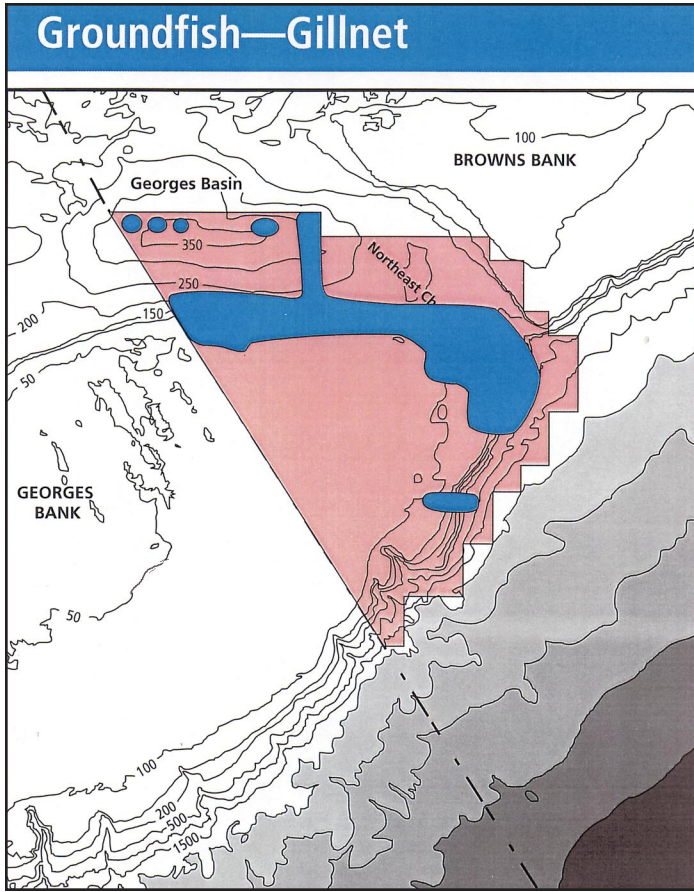 Groundfish—Gillnet
100
BROWNS BANK
Georges Basin
350
Northeast Ch
250
200
150
50
GEORGES
BANK
50
100
200
500
1500